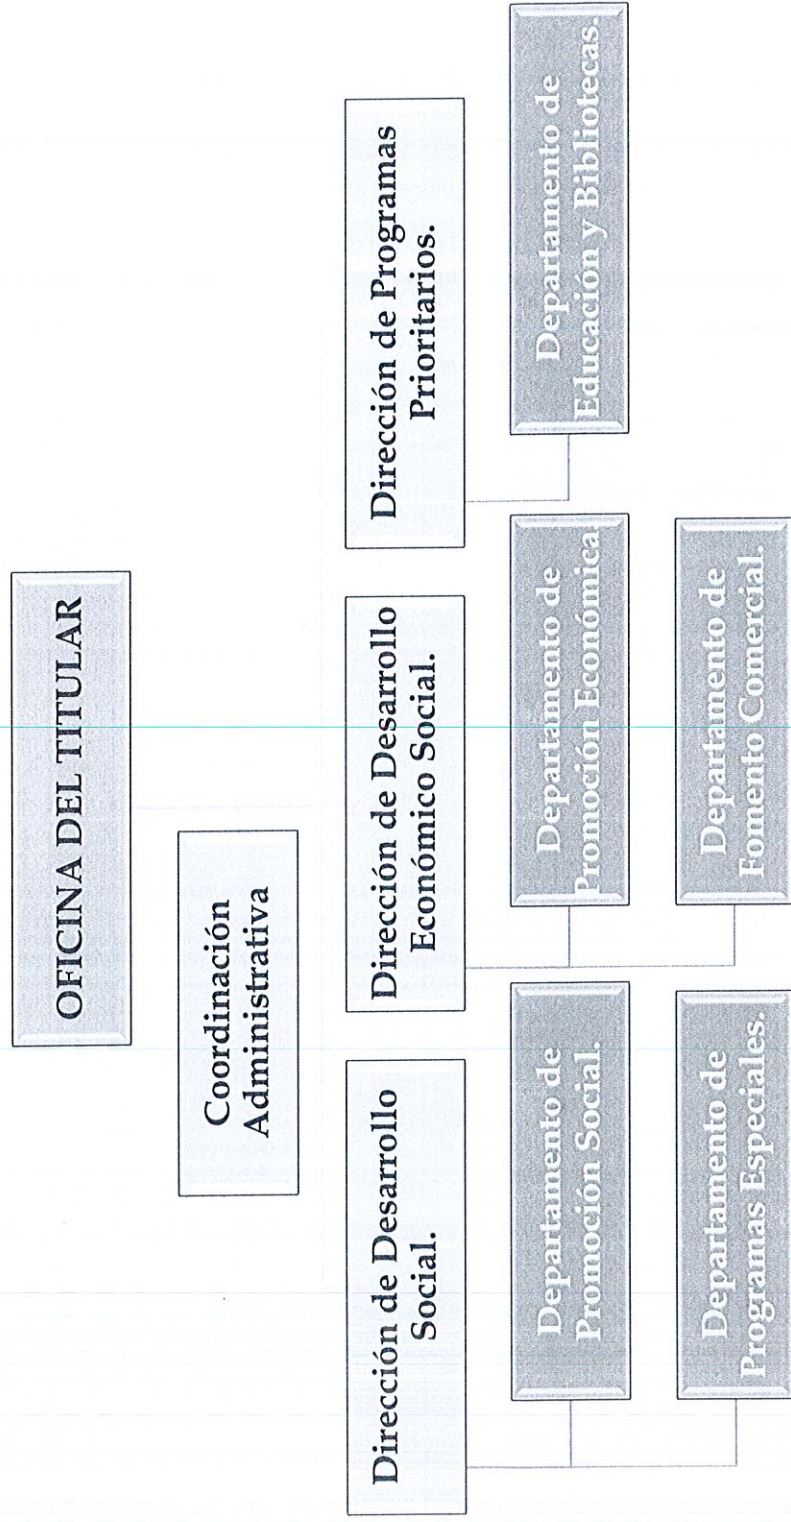 OFICINA DEL TITULAR
Coordinación
Administrativa
Dirección de Desarrollo
Social.
Dirección de Desarrollo
Económico Social.
Dirección de Programas
Prioritarios.
Departamento de
Promoción Social.
Departamento de
Promoción Económica.
Departamento de
Educación y Bibliotecas.
Departamento de
Programas Especiales.
Departamento de
Fomento Comercial.